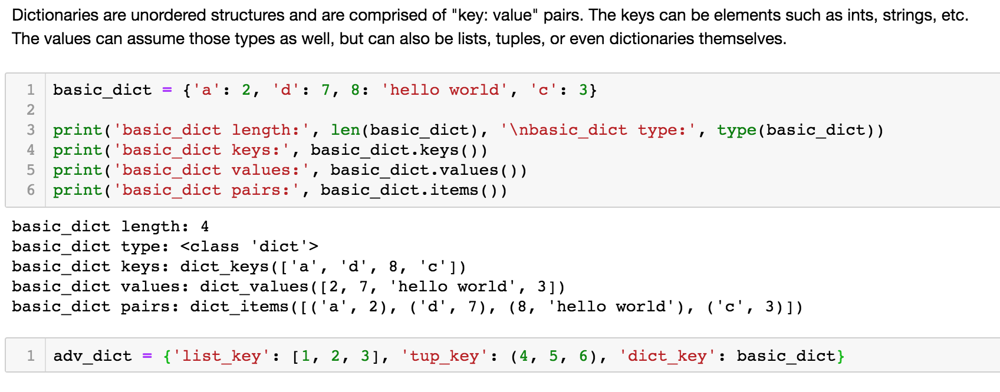 Dictionaries are unordered structures and are comprised of "key: value" pairs. The keys can be elements such as ints, strings, etc.
The values can assume those types as well, but can also be lists, tuples, or even dictionaries themselves.
1 basic_dict = {'a': 2, 'd': 7, 8: 'hello world', 'c': 3}
2
3 print('basic_dict length:', len(basic_dict), '\nbasic_dict type:', type(basic_dict))
4 print('basic_dict keys:', basic_dict.keys())
5 print('basic_dict values:', basic_dict.values())
6 print('basic_dict pairs:', basic_dict.items())
basic_dict length: 4
basic_dict type: <class 'dict'>
basic_dict keys: dict_keys(['a', 'd', 8, 'c'])
basic_dict values: dict_values([2, 7, 'hello world', 3])
basic_dict pairs: dict_items([('a', 2), ('d', 7), (8, 'hello world'), ('c', 3)])
1 adv_dict = {'list_key': [1, 2, 3], 'tup_key': (4, 5, 6), 'dict_key': basic_dict}